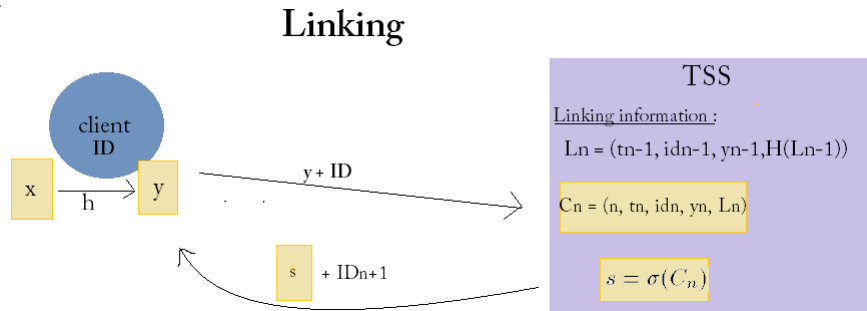 Linking
TSS
client
ID
Linking information :
Ln = (tn-1, idn-1, yn-1,H(Ln-1))
x
h
y
y + ID
Cn = (n, tn, idn, yn, Ln)
s
+ IDn+1
s = σ(Cₙ)